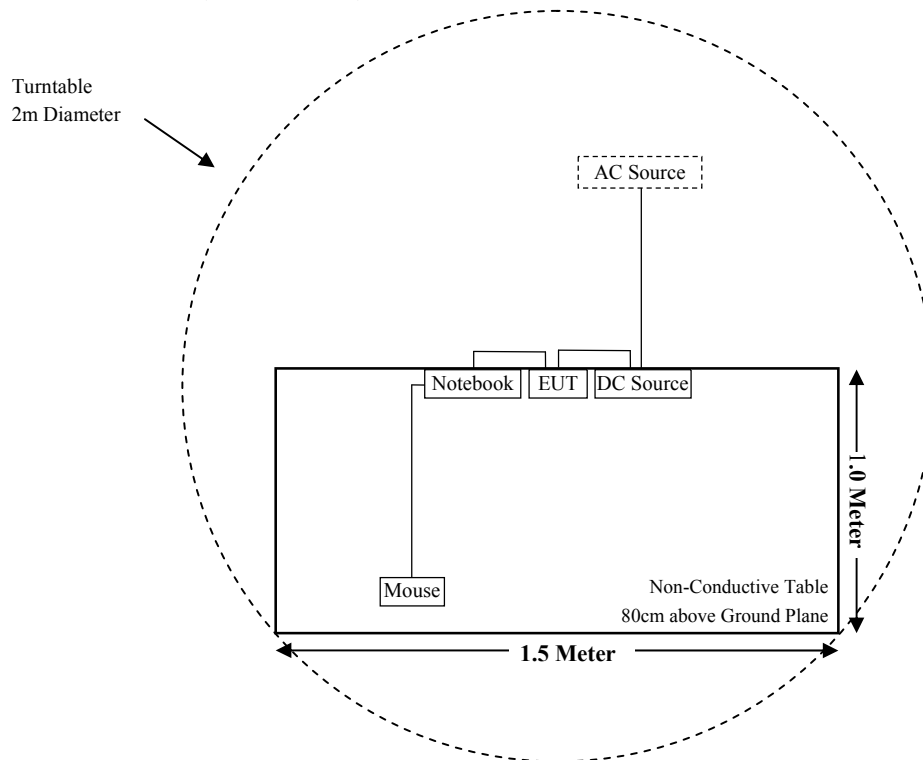 Turntable
2m Diameter
AC Source
Notebook
EUT
DC Source
1.0 Meter
Mouse
Non-Conductive Table
80cm above Ground Plane
1.5 Meter